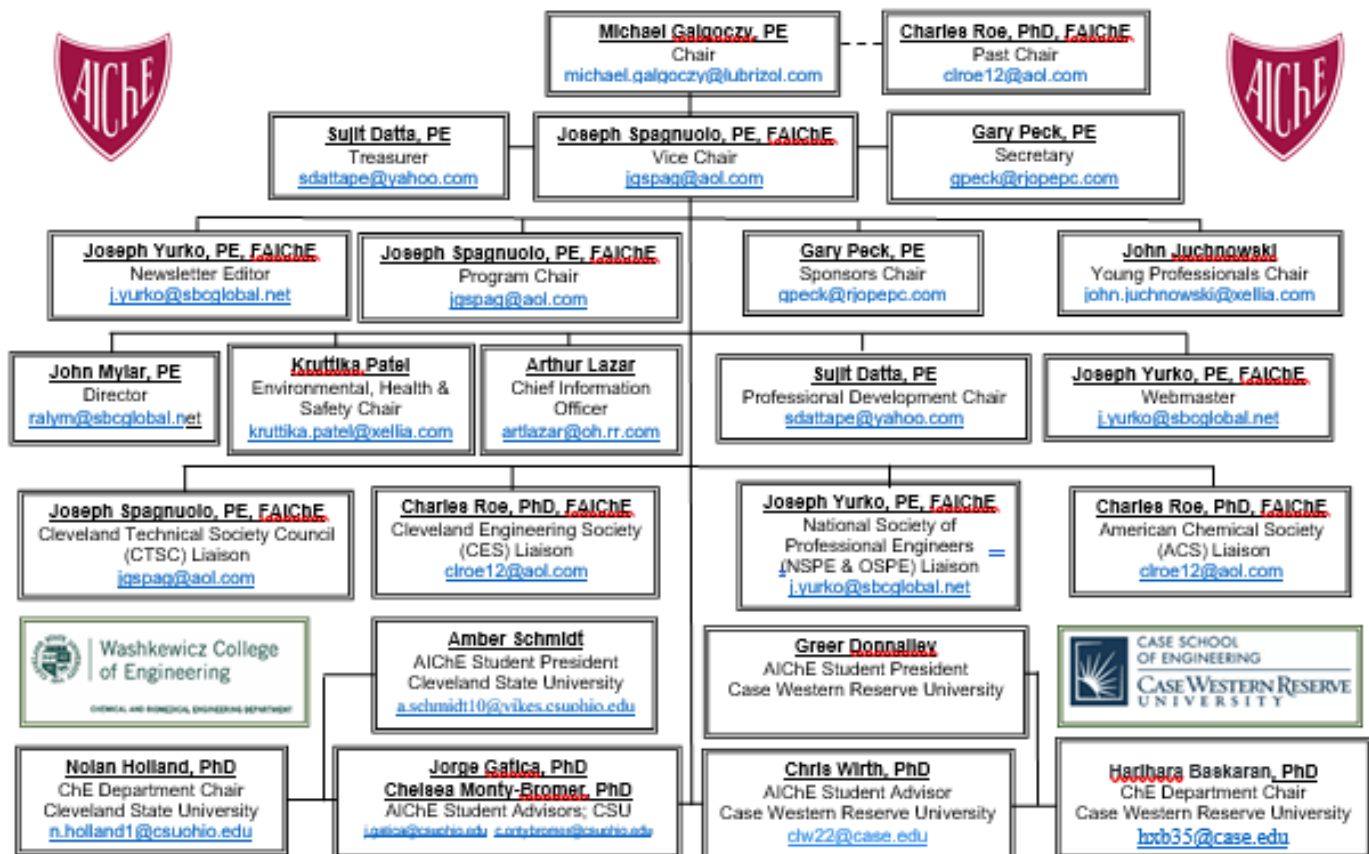 AIChE
Michael Galgoczy, PE
Chair
michael.galgoczy@lubrizol.com
Charles Roe, PhD, FAIChE
Past Chair
clroe12@aol.com
AIChE
Sujit Datta, PE
Treasurer
sdattape@yahoo.com
Joseph Spagnuolo, PE, FAIChE
Vice Chair
jgspag@aol.com
Gary Peck, PE
Secretary
gpeck@rjopepc.com
Joseph Yurko, PE, FAIChE
Newsletter Editor
j.yurko@sbcglobal.net
Joseph Spagnuolo, PE, FAIChE
Program Chair
jgspag@aol.com
Gary Peck, PE
Sponsors Chair
gpeck@rjopepc.com
John Juchnowski
Young Professionals Chair
john.juchnowski@xellia.com
John Mylar, PE
Director
ralym@sbcglobal.net
Kruttika Patel
Environmental, Health &
Safety Chair
kruttika.patel@xellia.com
Arthur Lazar
Chief Information
Officer
artlazar@oh.rr.com
Sujit Datta, PE
Professional Development Chair
sdattape@yahoo.com
Joseph Yurko, PE, FAIChE
Webmaster
j.yurko@sbcglobal.net
Joseph Spagnuolo, PE, FAIChE
Cleveland Technical Society Council
(CTSC) Liaison
jgspag@aol.com
Charles Roe, PhD, FAIChE
Cleveland Engineering Society
(CES) Liaison
clroe12@aol.com
Joseph Yurko, PE, FAIChE
National Society of
Professional Engineers
(NSPE & OSPE) Liaison
j.yurko@sbcglobal.net
Charles Roe, PhD, FAIChE
American Chemical Society
(ACS) Liaison
clroe12@aol.com
Washkewicz College
of Engineering
CHEMICAL AND BIOMEDICAL ENGINEERING DEPARTMENT
Amber Schmidt
AIChE Student President
Cleveland State University
a.schmidt10@vikes.csuohio.edu
Greer Donnalley
AIChE Student President
Case Western Reserve University
CASE SCHOOL
OF ENGINEERING
CASE WESTERN RESERVE
UNIVERSITY
Nolan Holland, PhD
ChE Department Chair
Cleveland State University
n.holland1@csuohio.edu
Jorge Gatica, PhD
Chelsea Monty-Bromer, PhD
AIChE Student Advisors; CSU
j.gatica@csuohio.edu
Chris Wirth, PhD
AIChE Student Advisor
Case Western Reserve University
clw22@case.edu
Harihara Baskaran, PhD
ChE Department Chair
Case Western Reserve University
hxb35@case.edu